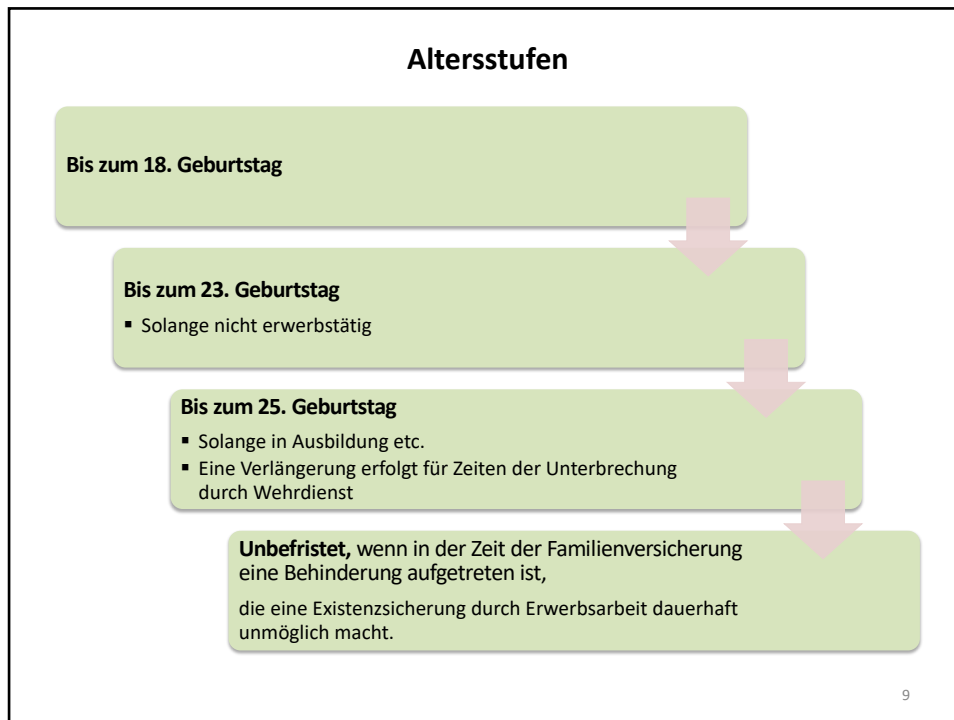 Altersstufen
Bis zum 18. Geburtstag
Bis zum 23. Geburtstag
▪ Solange nicht erwerbstätig
Bis zum 25. Geburtstag
▪ Solange in Ausbildung etc.
▪ Eine Verlängerung erfolgt für Zeiten der Unterbrechung
durch Wehrdienst
Unbefristet, wenn in der Zeit der Familienversicherung
eine Behinderung aufgetreten ist,
die eine Existenzsicherung durch Erwerbsarbeit dauerhaft
unmöglich macht.
9